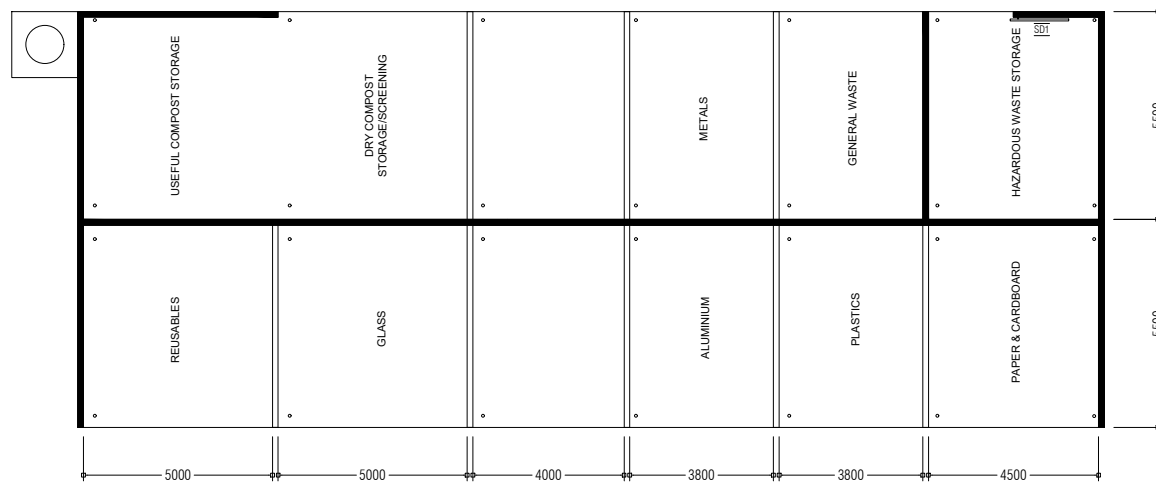 USEFUL COMPOST STORAGE
DRY COMPOST
STORAGE/SCREENING
METALS
GENERAL WASTE
HAZARDOUS WASTE STORAGE
SD1
REUSABLES
GLASS
ALUMINIUM
PLASTICS
PAPER & CARDBOARD
5000
5000
4000
3800
3800
4500